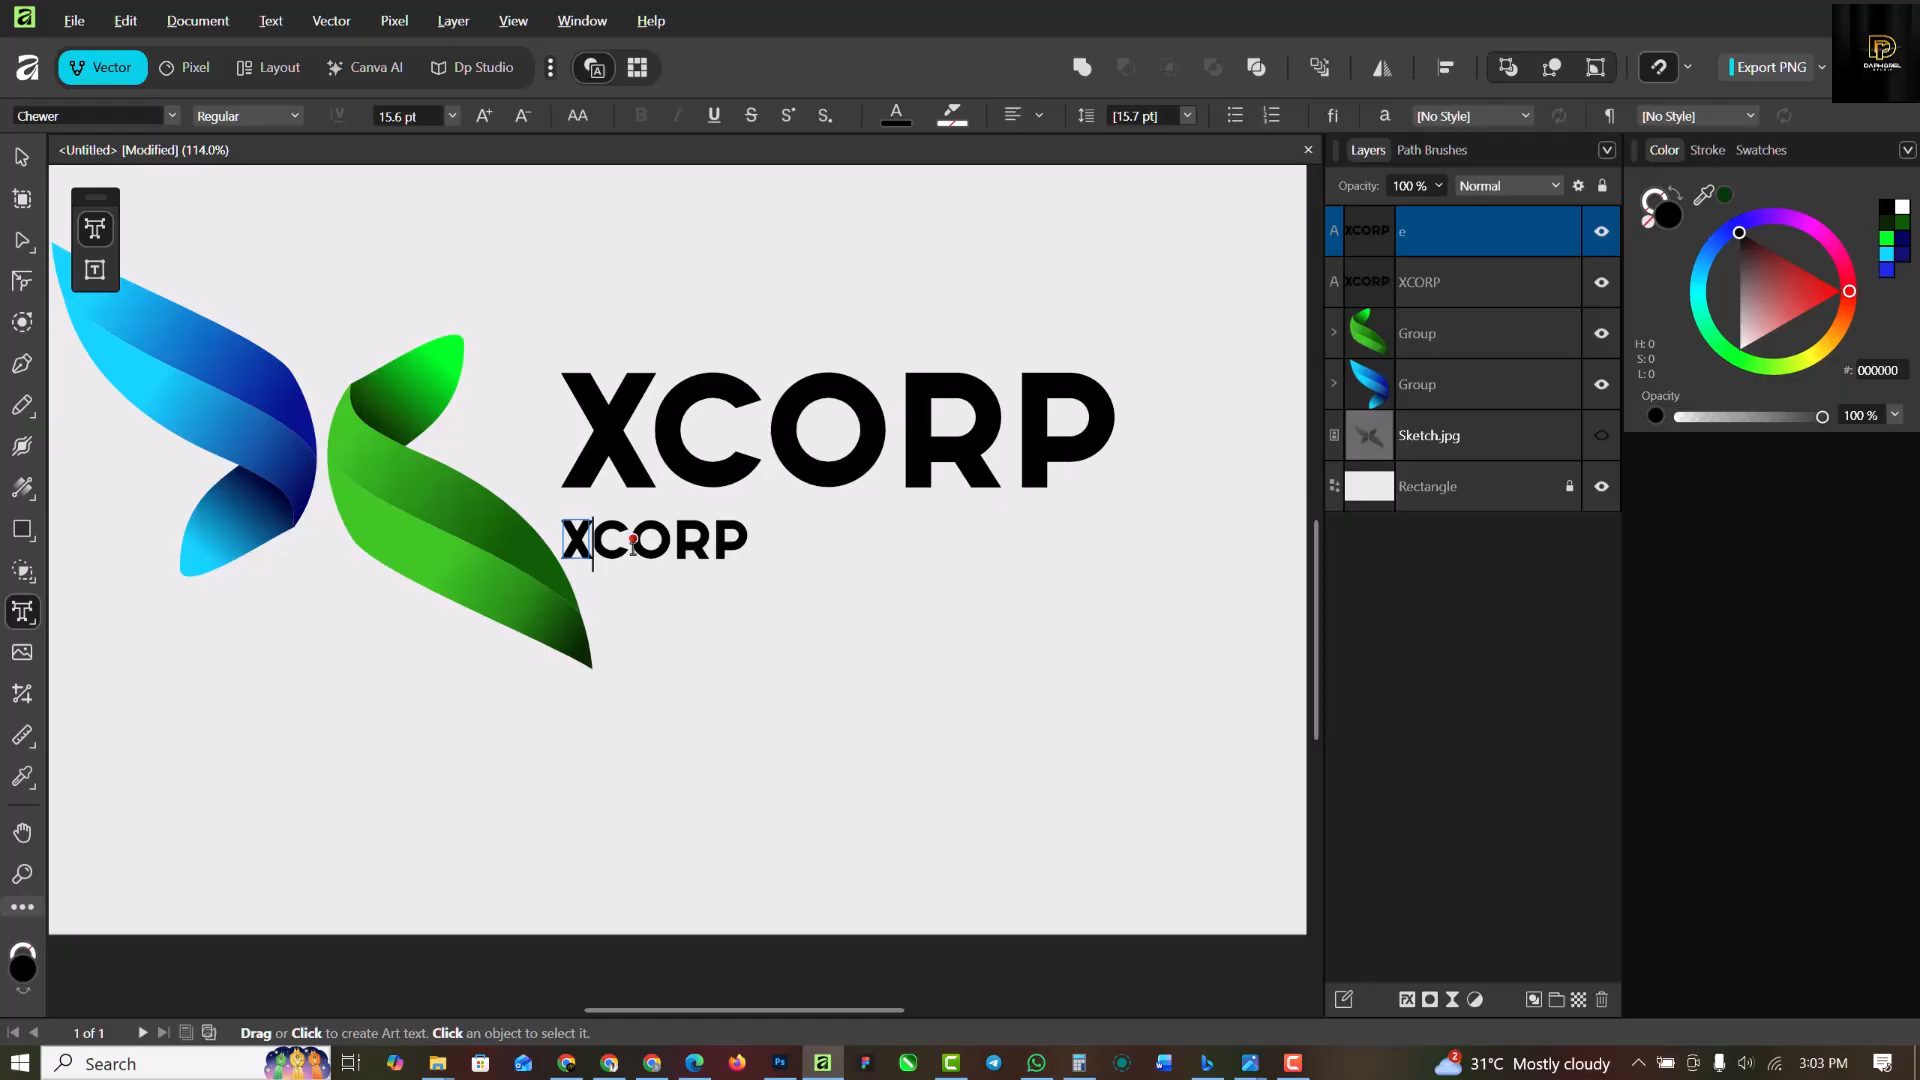 File Edit Document Text Vector Pixel Layer View Window Help
Vector Pixel Layout Canva AI Dp Studio Export PNG
Chewer Regular 15.6 pt AA [15.7 pt] [No Style] [No Style]
<Untitled> [Modified] (114.0%)
Layers Path Brushes
Color Stroke Swatches
Opacity: 100 % Normal
e
XCORP
XCORP
XCORP
Group
Group
Sketch.jpg
Rectangle
H: 0
S: 0
L: 0
#: 000000
Opacity
100 %
XCORP
XCORP
1 of 1
Drag or Click to create Art text. Click an object to select it.
Search
2
31°C Mostly cloudy
3:03 PM